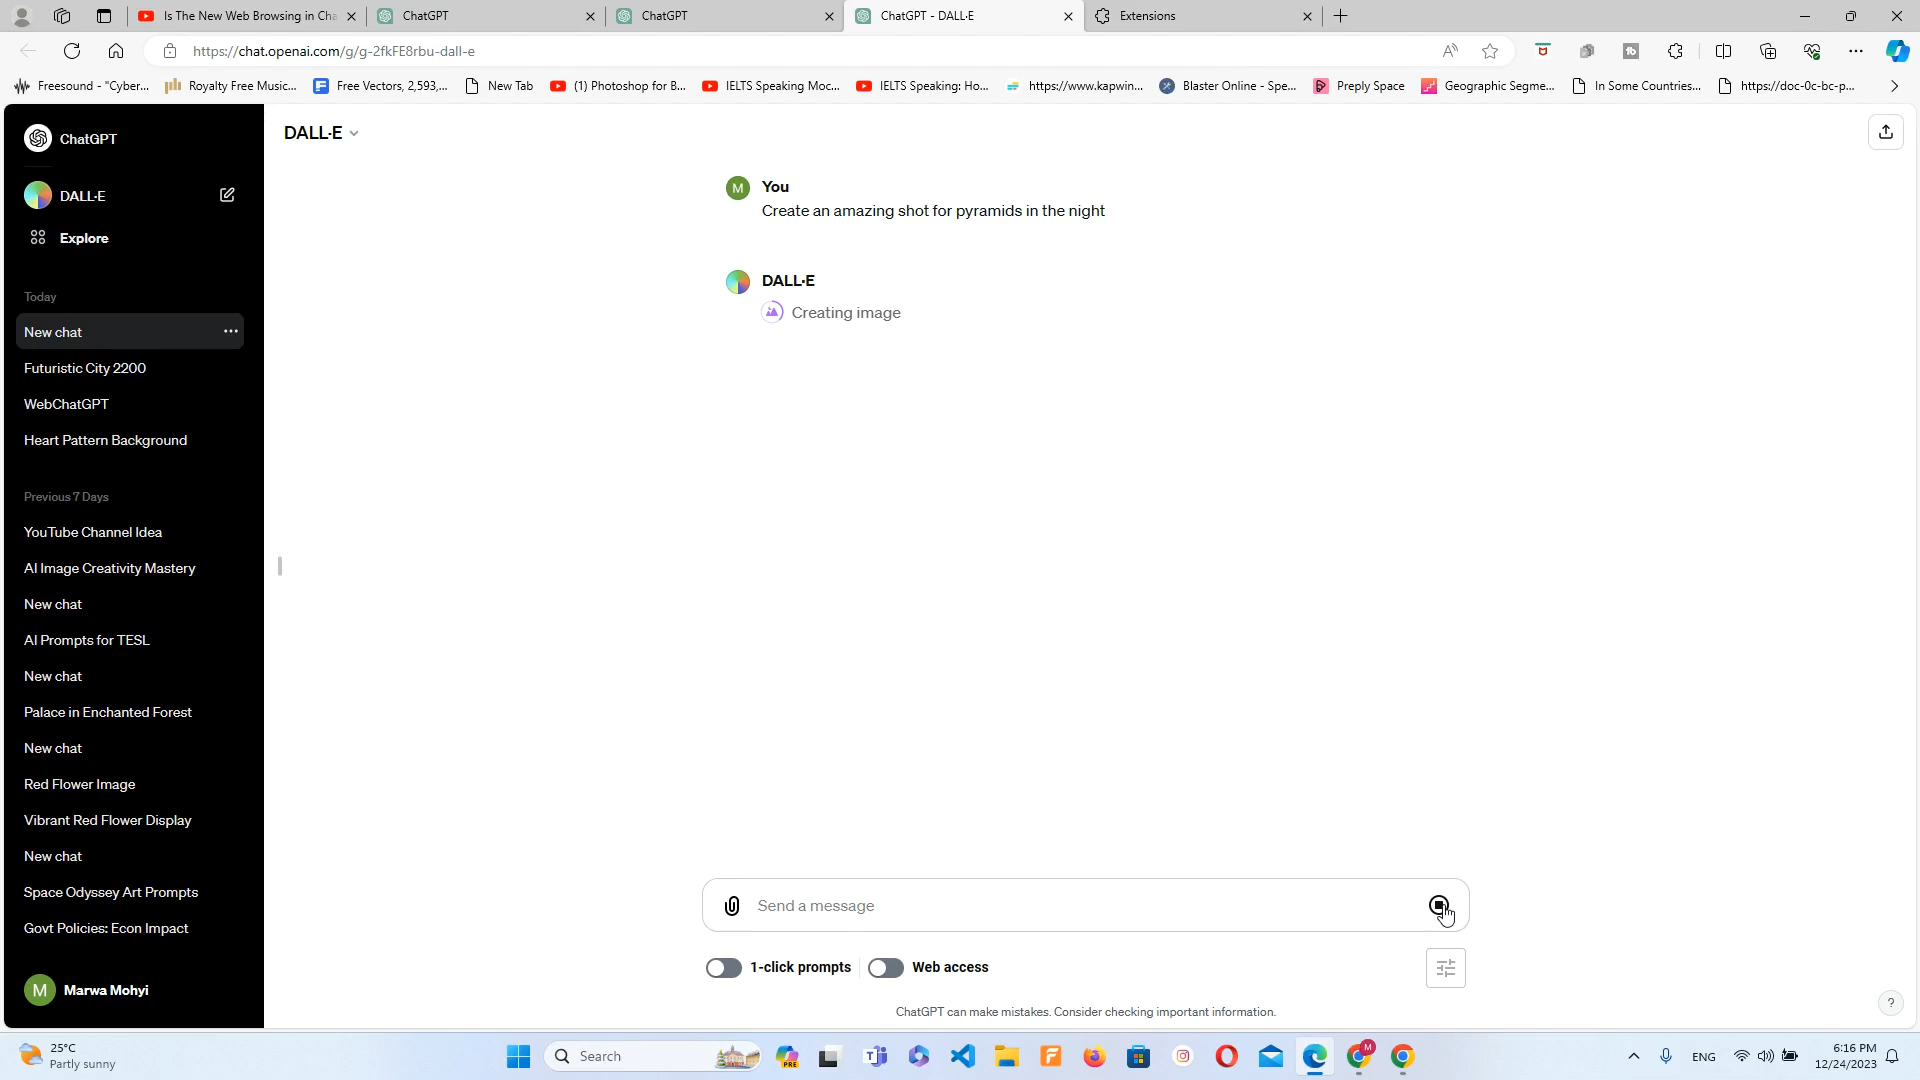 Is The New Web Browsing in Cha
ChatGPT
ChatGPT
ChatGPT - DALL·E
Extensions
https://chat.openai.com/g/g-2fkFE8rbu-dall-e
Freesound - "Cyber...
Royalty Free Music...
Free Vectors, 2,593,...
New Tab
(1) Photoshop for B...
IELTS Speaking Moc...
IELTS Speaking: Ho...
https://www.kapwin...
Blaster Online - Spe...
Preply Space
Geographic Segme...
In Some Countries...
https://doc-0c-bc-p...
ChatGPT
DALL·E
Explore
Today
New chat
Futuristic City 2200
WebChatGPT
Heart Pattern Background
Previous 7 Days
YouTube Channel Idea
AI Image Creativity Mastery
New chat
AI Prompts for TESL
New chat
Palace in Enchanted Forest
New chat
Red Flower Image
Vibrant Red Flower Display
New chat
Space Odyssey Art Prompts
Govt Policies: Econ Impact
M Marwa Mohyi
DALL·E
M You
Create an amazing shot for pyramids in the night
DALL·E
Creating image
Send a message
1-click prompts
Web access
ChatGPT can make mistakes. Consider checking important information.
?
25°C
Partly sunny
Search
PRE
M
ENG
6:16 PM
12/24/2023